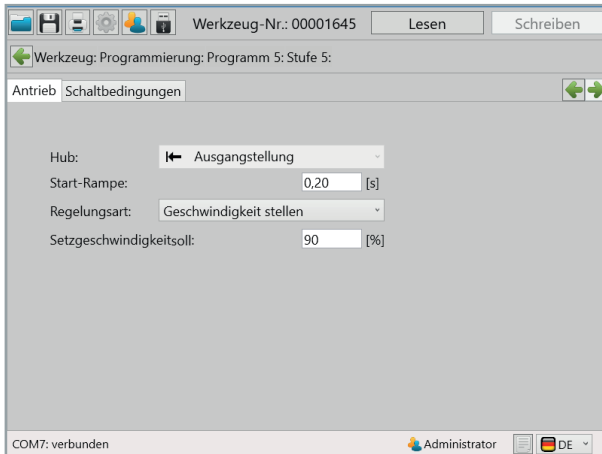 Werkzeug-Nr.: 00001645 Lesen Schreiben
Werkzeug: Programmierung: Programm 5: Stufe 5:
Antrieb Schaltbedingungen
Hub: Ausgangstellung
Start-Rampe: 0,20 [s]
Regelungsart: Geschwindigkeit stellen
Setzgeschwindigkeitsoll: 90 [%]
COM7: verbunden Administrator DE